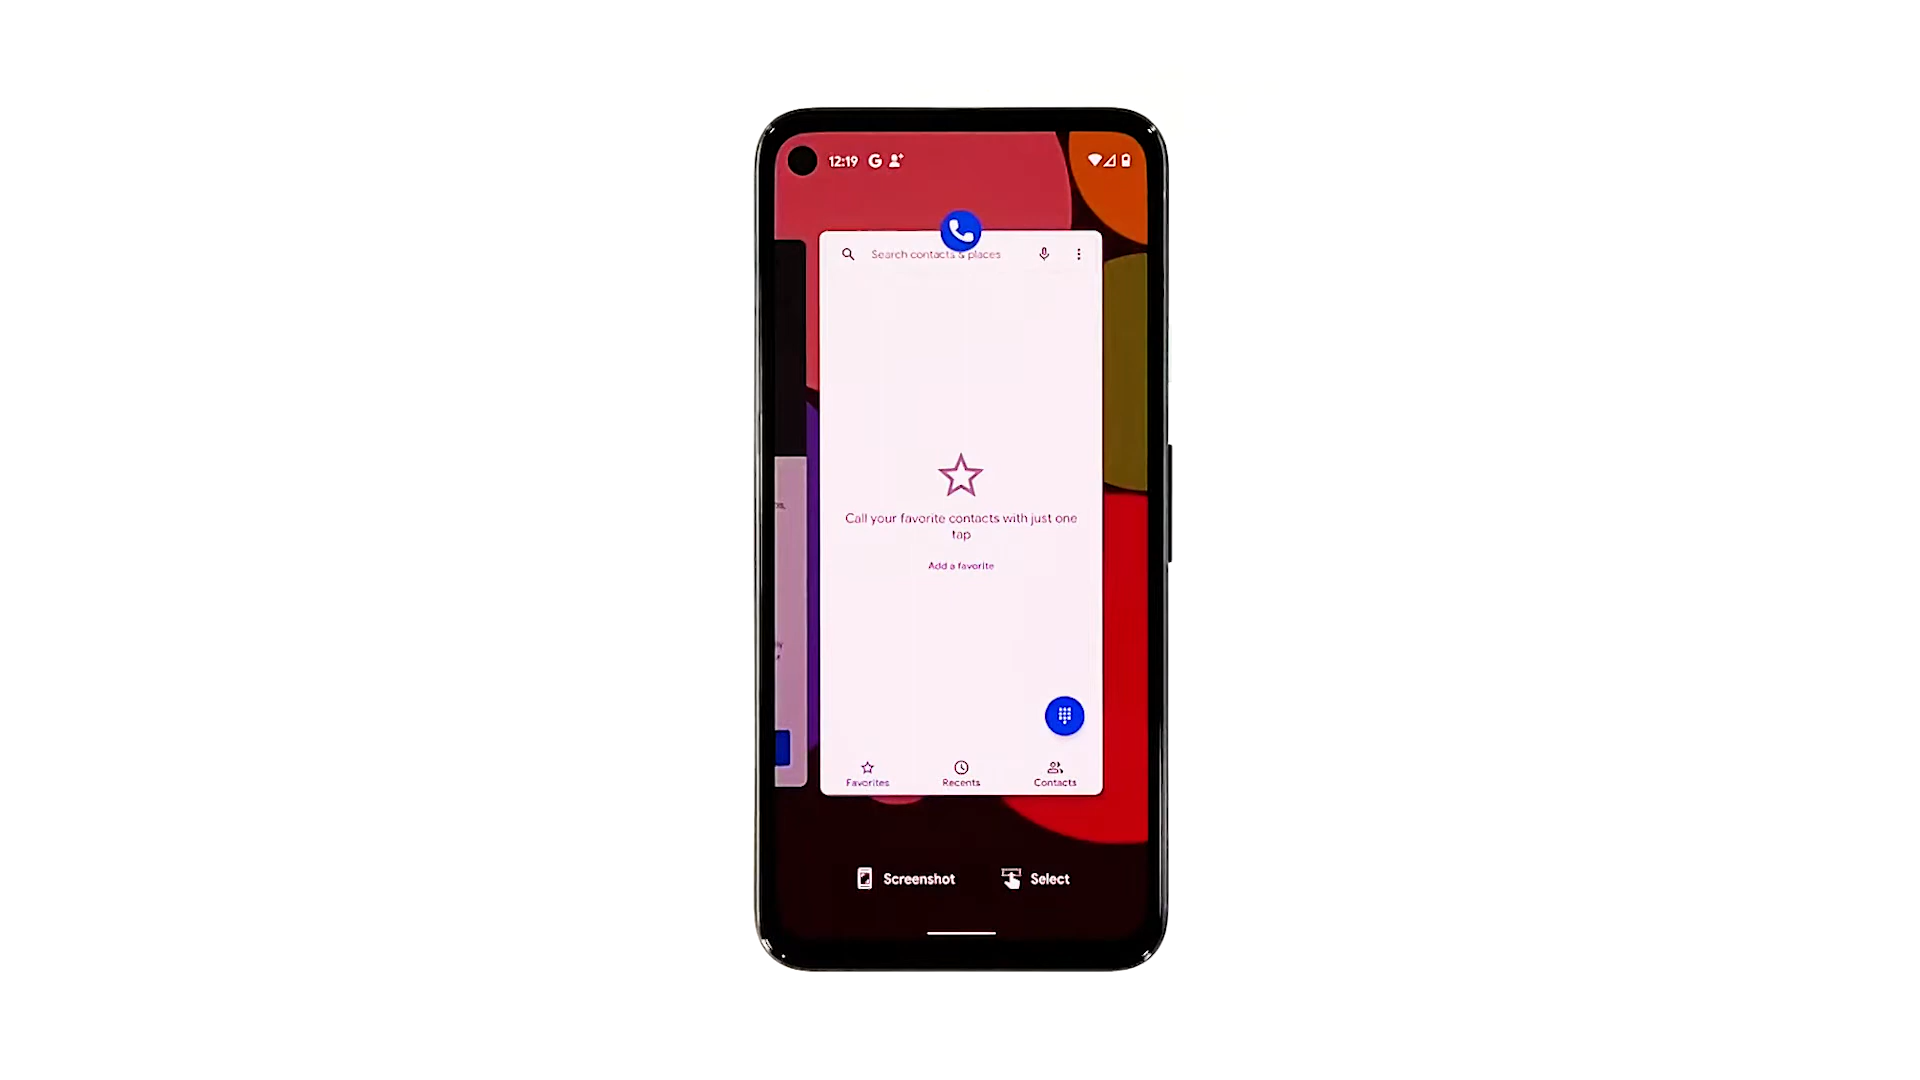 12:19
Search contacts & places
Call your favorite contacts with just one
tap
Add a favorite
Favorites
Recents
Contacts
Screenshot
Select